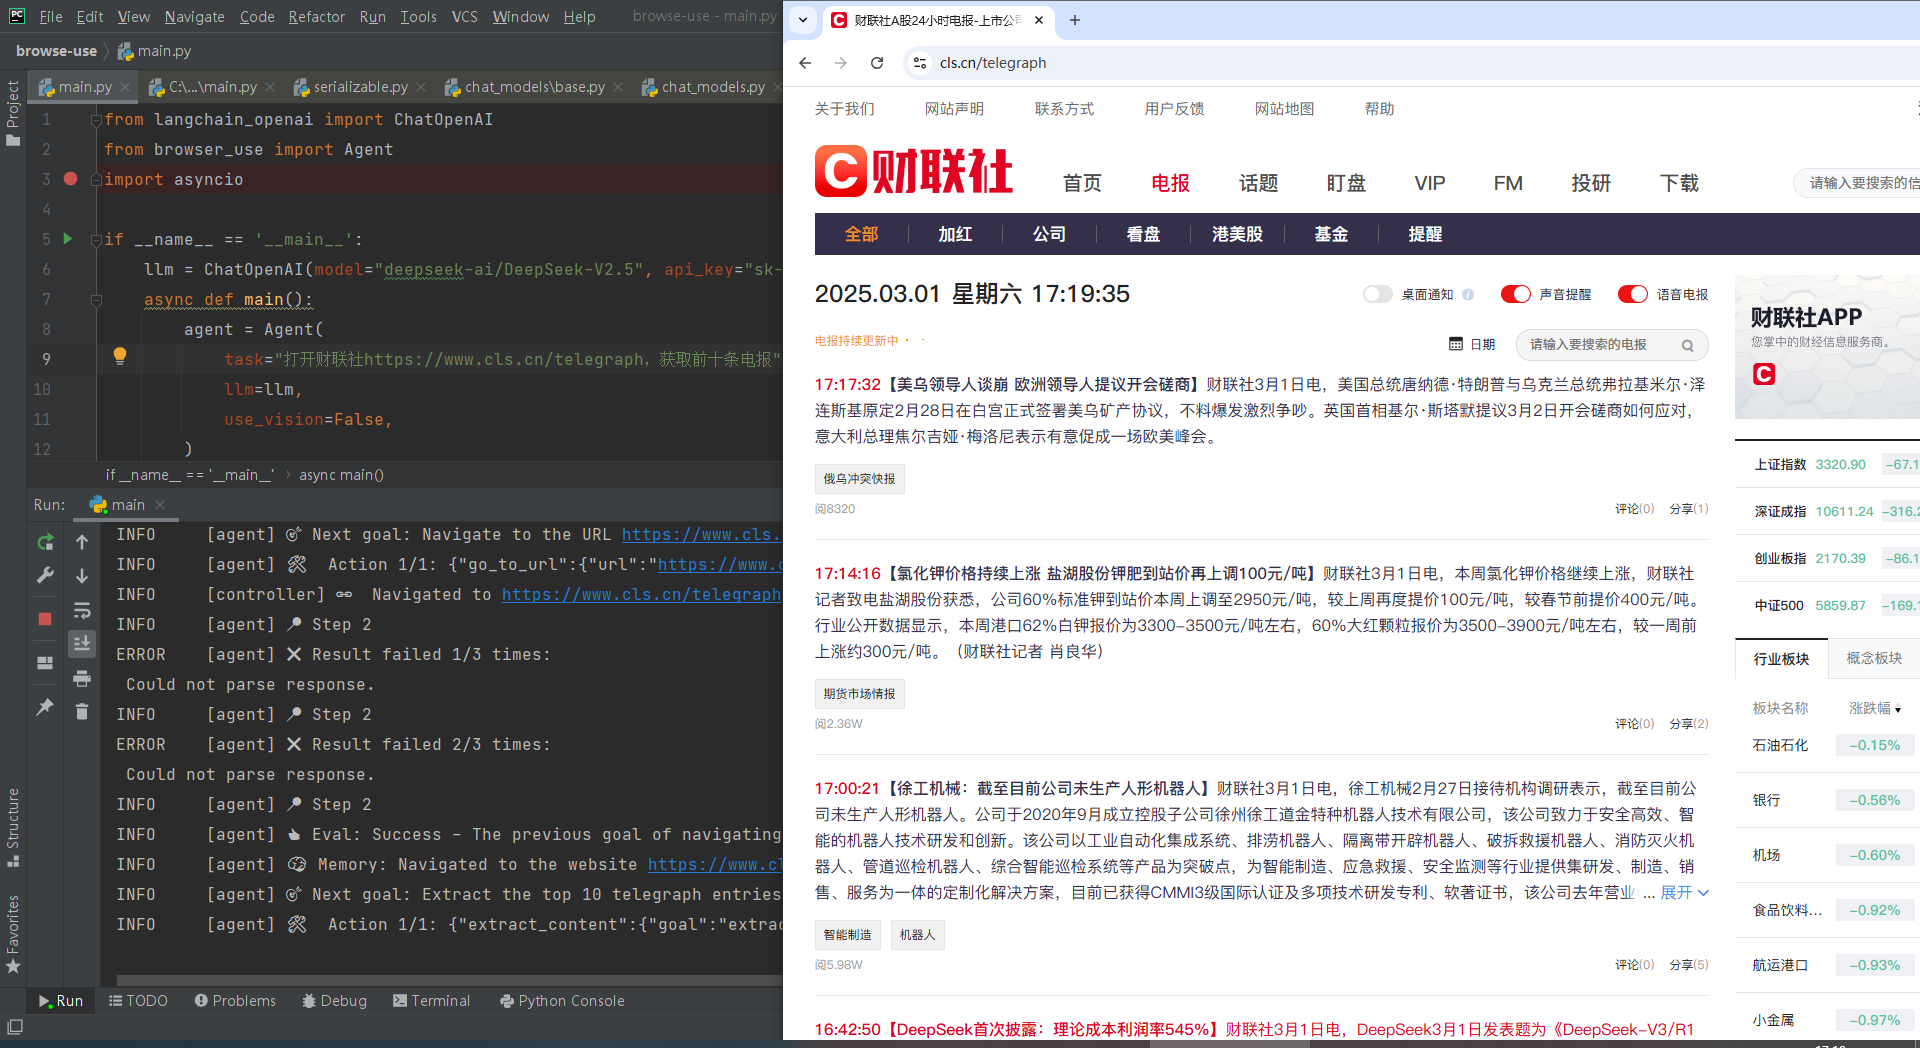 File Edit View Navigate Code Refactor Run Tools VCS Window Help browse-use - main.py
browse-use main.py
main.py C:\...\main.py serializable.py chat_models\base.py chat_models.py
Project
1 from langchain_openai import ChatOpenAI
2 from browser_use import Agent
3 import asyncio
4
5 if __name__ == '__main__':
6 llm = ChatOpenAI(model="deepseek-ai/DeepSeek-V2.5", api_key="sk-
7 async def main():
8 agent = Agent(
9 task="打开财联社https://www.cls.cn/telegraph，获取前十条电报"
10 llm=llm,
11 use_vision=False,
12 )
if __name__ == '__main__' › async main()
Run: main
INFO [agent] 🎯 Next goal: Navigate to the URL https://www.cls.
INFO [agent] 🛠 Action 1/1: {"go_to_url":{"url":"https://www.c
INFO [controller] 🔗 Navigated to https://www.cls.cn/telegraph
INFO [agent] 📍 Step 2
ERROR [agent] ❌ Result failed 1/3 times:
Could not parse response.
INFO [agent] 📍 Step 2
ERROR [agent] ❌ Result failed 2/3 times:
Could not parse response.
INFO [agent] 📍 Step 2
INFO [agent] 👍 Eval: Success - The previous goal of navigating
INFO [agent] 🧠 Memory: Navigated to the website https://www.cl
INFO [agent] 🎯 Next goal: Extract the top 10 telegraph entries
INFO [agent] 🛠 Action 1/1: {"extract_content":{"goal":"extrac
Structure
Favorites
Run TODO Problems Debug Terminal Python Console
财联社A股24小时电报-上市公司
cls.cn/telegraph
关于我们 网站声明 联系方式 用户反馈 网站地图 帮助
C 财联社 首页 电报 话题 盯盘 VIP FM 投研 下载 请输入要搜索的信
全部 加红 公司 看盘 港美股 基金 提醒
2025.03.01 星期六 17:19:35 桌面通知 声音提醒 语音电报
电报持续更新中 日期 请输入要搜索的电报
17:17:32【美乌领导人谈崩 欧洲领导人提议开会磋商】财联社3月1日电，美国总统唐纳德·特朗普与乌克兰总统弗拉基米尔·泽
连斯基原定2月28日在白宫正式签署美乌矿产协议，不料爆发激烈争吵。英国首相基尔·斯塔默提议3月2日开会磋商如何应对，
意大利总理焦尔吉娅·梅洛尼表示有意促成一场欧美峰会。
俄乌冲突快报
阅8320 评论(0) 分享(1)
17:14:16【氯化钾价格持续上涨 盐湖股份钾肥到站价再上调100元/吨】财联社3月1日电，本周氯化钾价格继续上涨，财联社
记者致电盐湖股份获悉，公司60%标准钾到站价本周上调至2950元/吨，较上周再度提价100元/吨，较春节前提价400元/吨。
行业公开数据显示，本周港口62%白钾报价为3300-3500元/吨左右，60%大红颗粒报价为3500-3900元/吨左右，较一周前
上涨约300元/吨。（财联社记者 肖良华）
期货市场情报
阅2.36W 评论(0) 分享(2)
17:00:21【徐工机械：截至目前公司未生产人形机器人】财联社3月1日电，徐工机械2月27日接待机构调研表示，截至目前公
司未生产人形机器人。公司于2020年9月成立控股子公司徐州徐工道金特种机器人技术有限公司，该公司致力于安全高效、智
能的机器人技术研发和创新。该公司以工业自动化集成系统、排涝机器人、隔离带开辟机器人、破拆救援机器人、消防灭火机
器人、管道巡检机器人、综合智能巡检系统等产品为突破点，为智能制造、应急救援、安全监测等行业提供集研发、制造、销
售、服务为一体的定制化解决方案，目前已获得CMMI3级国际认证及多项技术研发专利、软著证书，该公司去年营业 ... 展开
智能制造 机器人
阅5.98W 评论(0) 分享(5)
16:42:50【DeepSeek首次披露：理论成本利润率545%】财联社3月1日电，DeepSeek3月1日发表题为《DeepSeek-V3/R1
财联社APP
您掌中的财经信息服务商。
C
上证指数 3320.90 -67.1
深证成指 10611.24 -316.2
创业板指 2170.39 -86.1
中证500 5859.87 -169.1
行业板块 概念板块
板块名称 涨跌幅
石油石化 -0.15%
银行 -0.56%
机场 -0.60%
食品饮料... -0.92%
航运港口 -0.93%
小金属 -0.97%